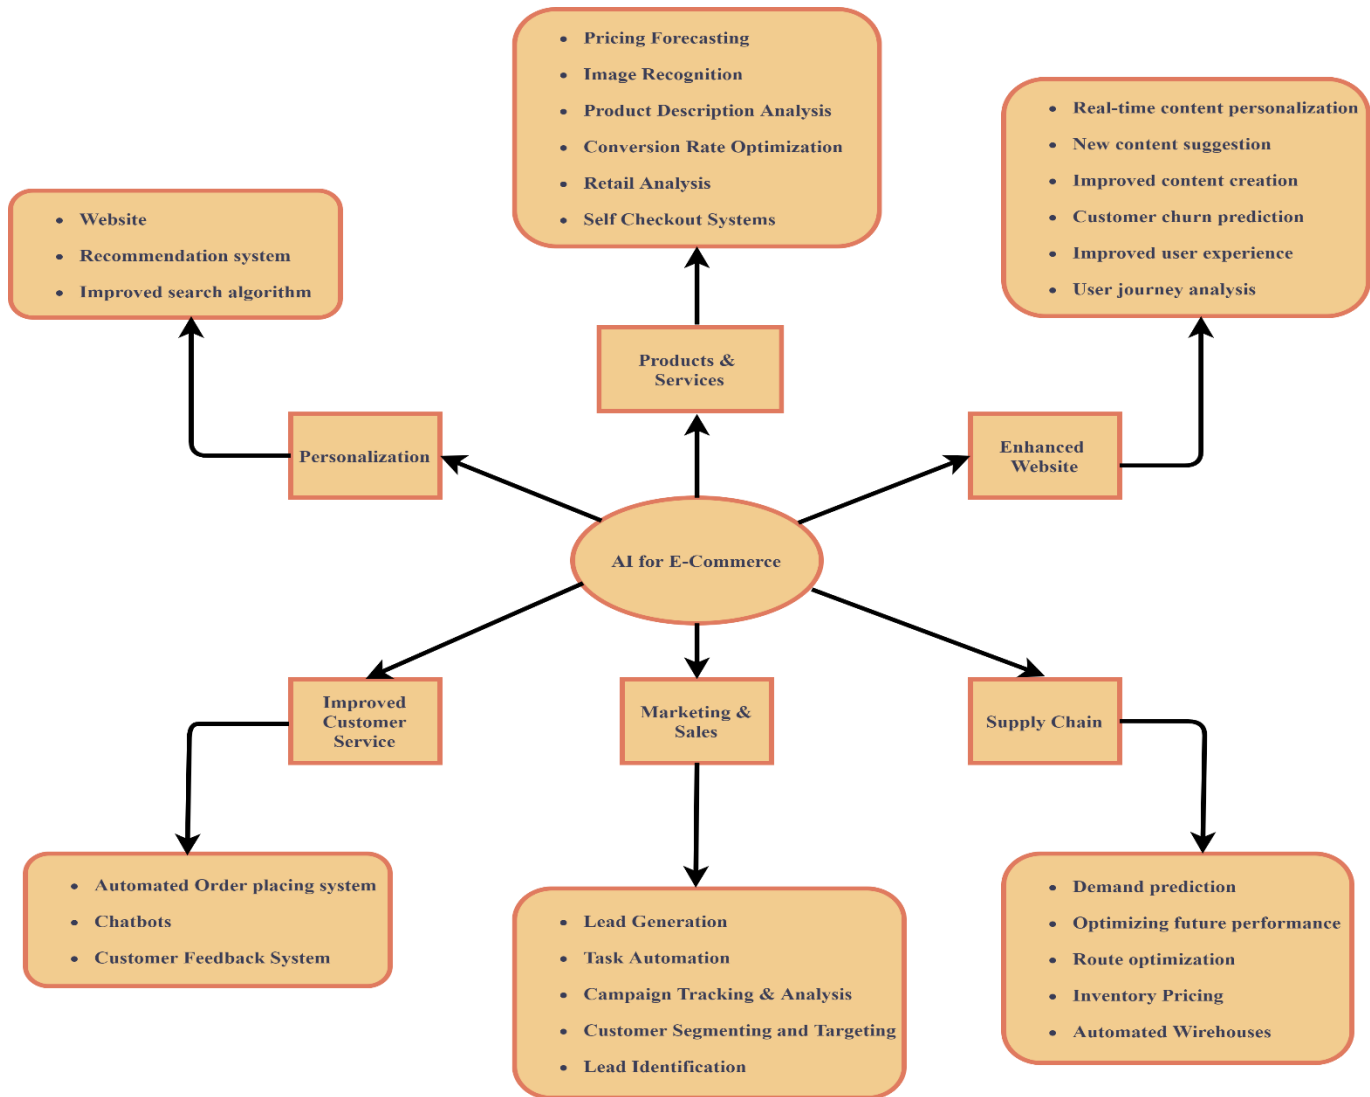 Pricing Forecasting
Image Recognition
Product Description Analysis
Conversion Rate Optimization
Retail Analysis
Self Checkout Systems
Real-time content personalization
New content suggestion
Improved content creation
Customer churn prediction
Improved user experience
User journey analysis
Website
Recommendation system
Improved search algorithm
Products &
Services
Personalization
Enhanced
Website
AI for E-Commerce
Improved
Customer
Service
Marketing &
Sales
Supply Chain
Automated Order placing system
Chatbots
Customer Feedback System
Lead Generation
Task Automation
Campaign Tracking & Analysis
Customer Segmenting and Targeting
Lead Identification
Demand prediction
Optimizing future performance
Route optimization
Inventory Pricing
Automated Wirehouses